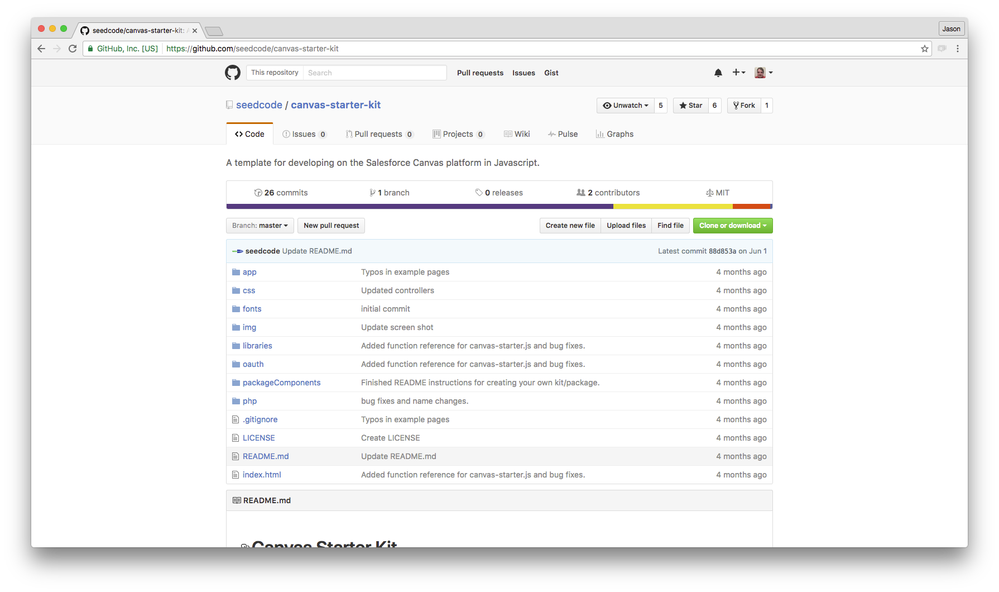 seedcode/canvas-starter-kit: A
Jason
GitHub, Inc. [US] https://github.com/seedcode/canvas-starter-kit
This repository Search Pull requests Issues Gist
seedcode / canvas-starter-kit Unwatch 5 Star 6 Fork 1
Code Issues 0 Pull requests 0 Projects 0 Wiki Pulse Graphs
A template for developing on the Salesforce Canvas platform in Javascript.
26 commits 1 branch 0 releases 2 contributors MIT
Branch: master New pull request Create new file Upload files Find file Clone or download
seedcode Update README.md Latest commit 88d853a on Jun 1
app Typos in example pages 4 months ago
css Updated controllers 4 months ago
fonts initial commit 4 months ago
img Update screen shot 4 months ago
libraries Added function reference for canvas-starter.js and bug fixes. 4 months ago
oauth Added function reference for canvas-starter.js and bug fixes. 4 months ago
packageComponents Finished README instructions for creating your own kit/package. 4 months ago
php bug fixes and name changes. 4 months ago
.gitignore Typos in example pages 4 months ago
LICENSE Create LICENSE 4 months ago
README.md Update README.md 4 months ago
index.html Added function reference for canvas-starter.js and bug fixes. 4 months ago
README.md
Canvas Starter Kit